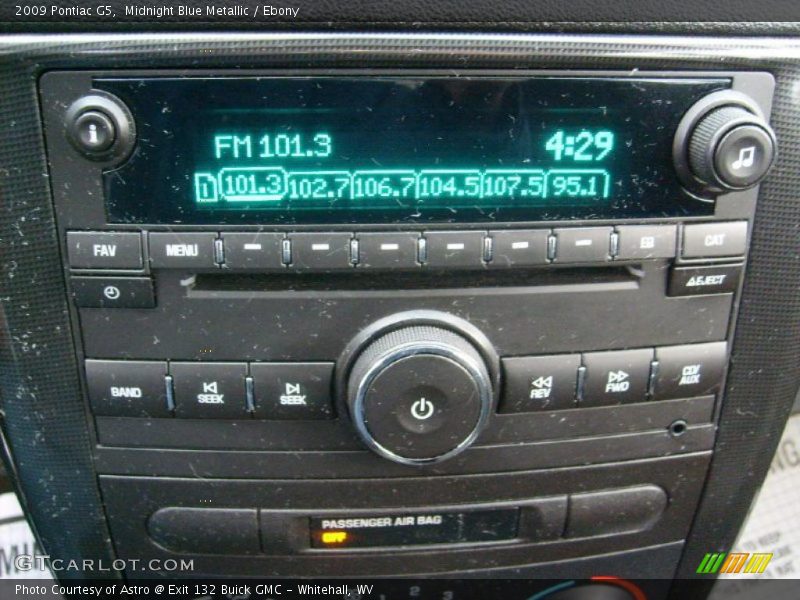 2009 Pontiac G5,  Midnight Blue Metallic / Ebony
FM 101.3
4:29
1 101.3 102.7 106.7 104.5 107.5 95.1
i
FAV
MENU
EQ
CAT
EJECT
BAND
SEEK
SEEK
REV
FWD
CD/
AUX
PASSENGER AIR BAG
OFF
GTCARLOT.COM
2 3
Photo Courtesy of Astro @ Exit 132 Buick GMC - Whitehall, WV